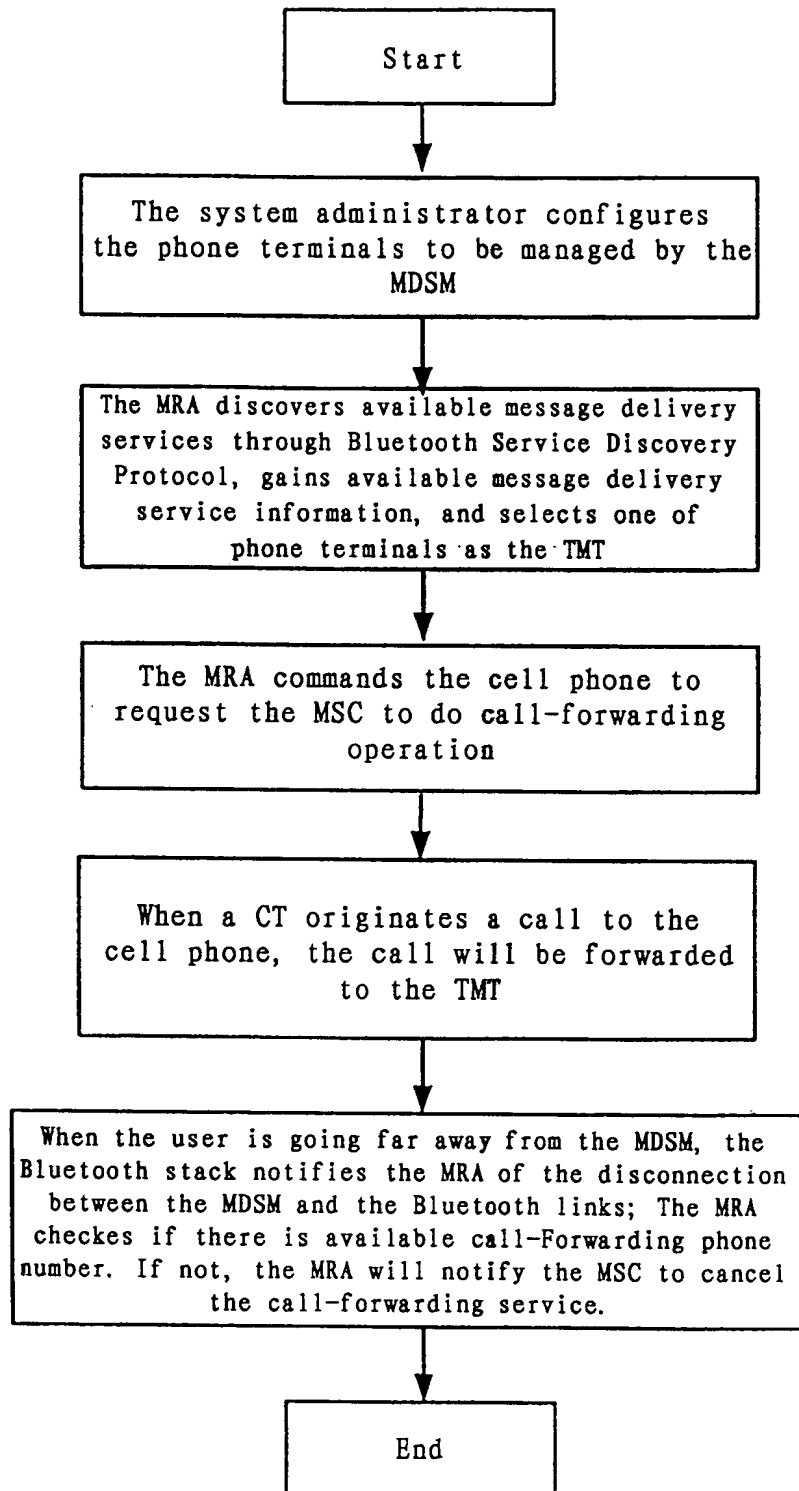 Start
The system administrator configures
the phone terminals to be managed by the
MDSM
The MRA discovers available message delivery
services through Bluetooth Service Discovery
Protocol, gains available message delivery
service information, and selects one of
phone terminals as the TMT
The MRA commands the cell phone to
request the MSC to do call-forwarding
operation
When a CT originates a call to the
cell phone, the call will be forwarded
to the TMT
When the user is going far away from the MDSM, the
Bluetooth stack notifies the MRA of the disconnection
between the MDSM and the Bluetooth links; The MRA
checkes if there is available call-Forwarding phone
number. If not, the MRA will notify the MSC to cancel
the call-forwarding service.
End